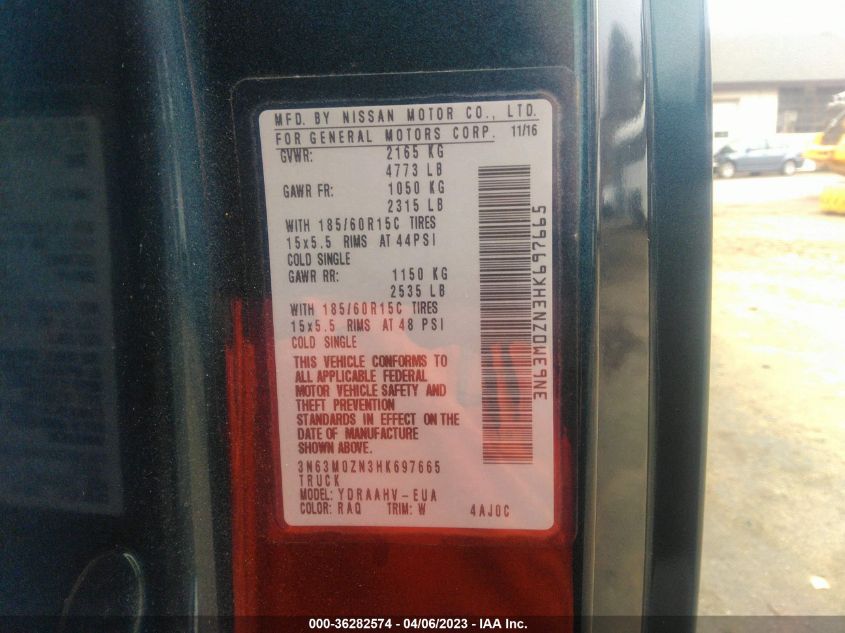 MFD. BY NISSAN MOTOR CO., LTD.
FOR GENERAL MOTORS CORP. 11/16
GVWR: 2165 KG
4773 LB
GAWR FR: 1050 KG
2315 LB
WITH 185/60R15C TIRES
15x5.5 RIMS AT 44PSI
COLD SINGLE
GAWR RR: 1150 KG
2535 LB
WITH 185/60R15C TIRES
15x5.5 RIMS AT 48 PSI
COLD SINGLE
THIS VEHICLE CONFORMS TO
ALL APPLICABLE FEDERAL
MOTOR VEHICLE SAFETY AND
THEFT PREVENTION
STANDARDS IN EFFECT ON THE
DATE OF MANUFACTURE
SHOWN ABOVE.
3N63M0ZN3HK697665
TRUCK
MODEL: YDRAAHV-EUA
COLOR: RAQ TRIM: W 4AJ0C
3N63M0ZN3HK697665
000-36282574 - 04/06/2023 - IAA Inc.